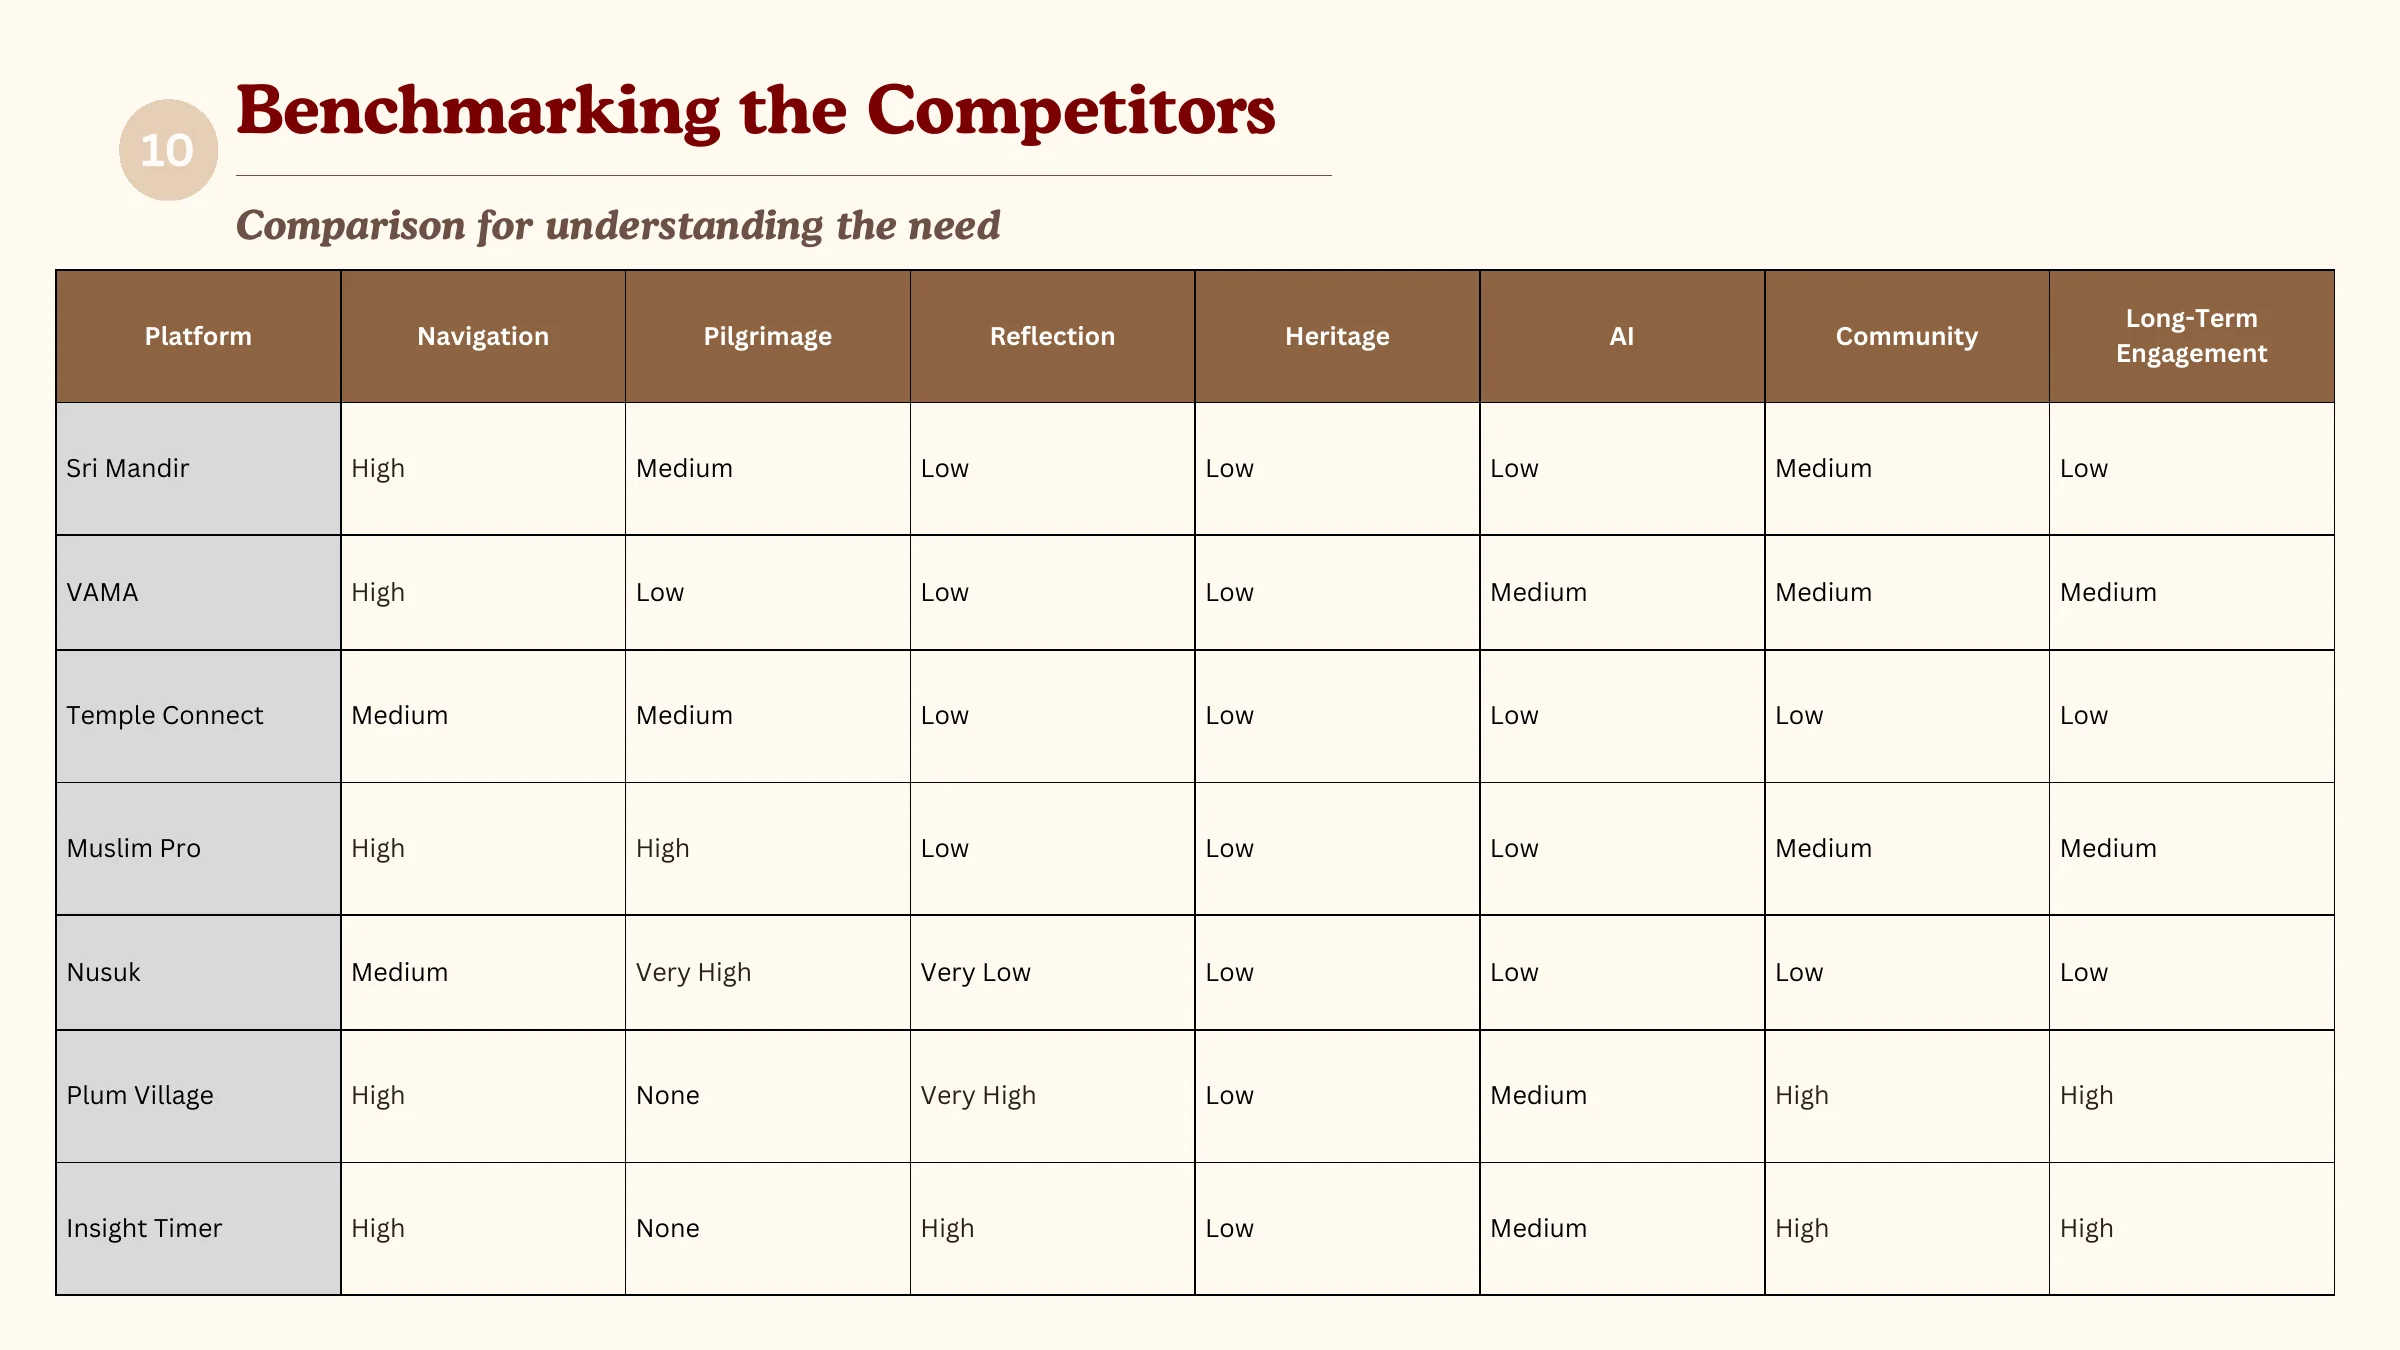 10
Benchmarking the Competitors
Comparison for understanding the need
Platform Navigation Pilgrimage Reflection Heritage AI Community Long-Term Engagement
Sri Mandir High Medium Low Low Low Medium Low
VAMA High Low Low Low Medium Medium Medium
Temple Connect Medium Medium Low Low Low Low Low
Muslim Pro High High Low Low Low Medium Medium
Nusuk Medium Very High Very Low Low Low Low Low
Plum Village High None Very High Low Medium High High
Insight Timer High None High Low Medium High High